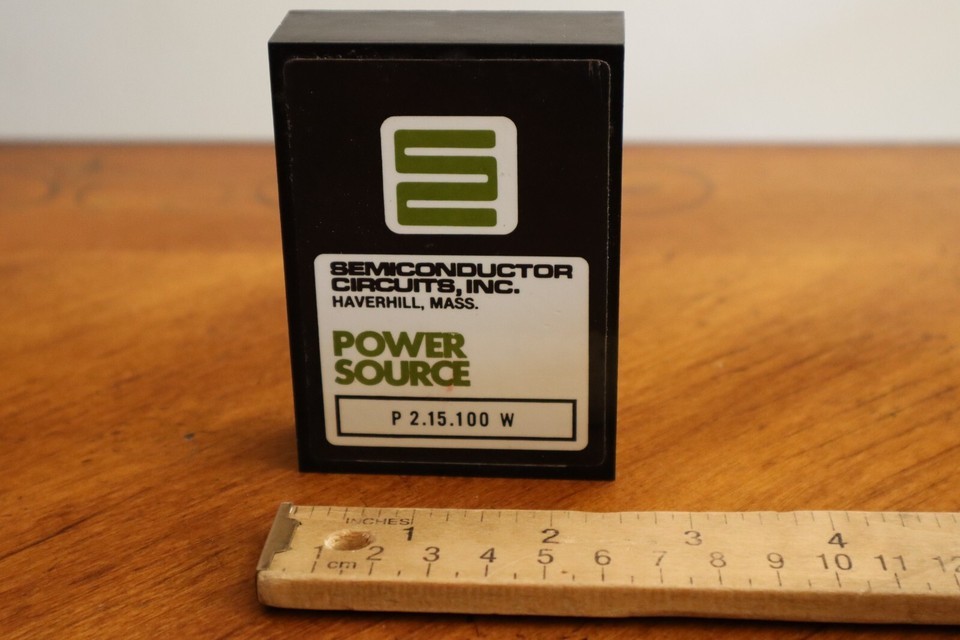 SEMICONDUCTOR
CIRCUITS, INC.
HAVERHILL, MASS.
POWER
SOURCE
P 2.15.100 W
INCHES
1 2 3 4
1 2 3 4 5 6 7 8 9 10 11 12
cm